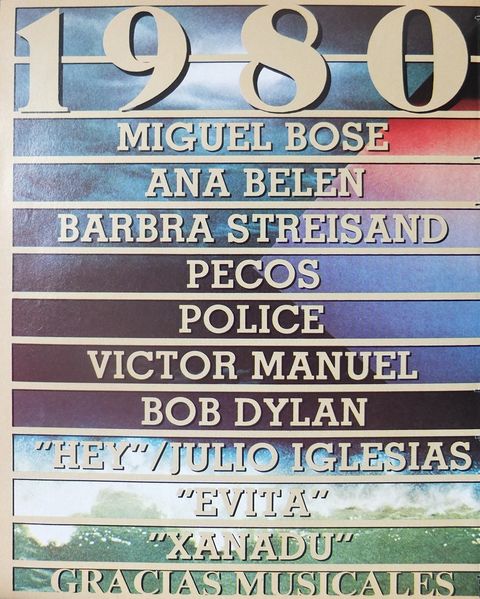 1980
MIGUEL BOSE
ANA BELEN
BARBRA STREISAND
PECOS
POLICE
VICTOR MANUEL
BOB DYLAN
"HEY"/JULIO IGLESIAS
"EVITA"
"XANADU"
GRACIAS MUSICALES